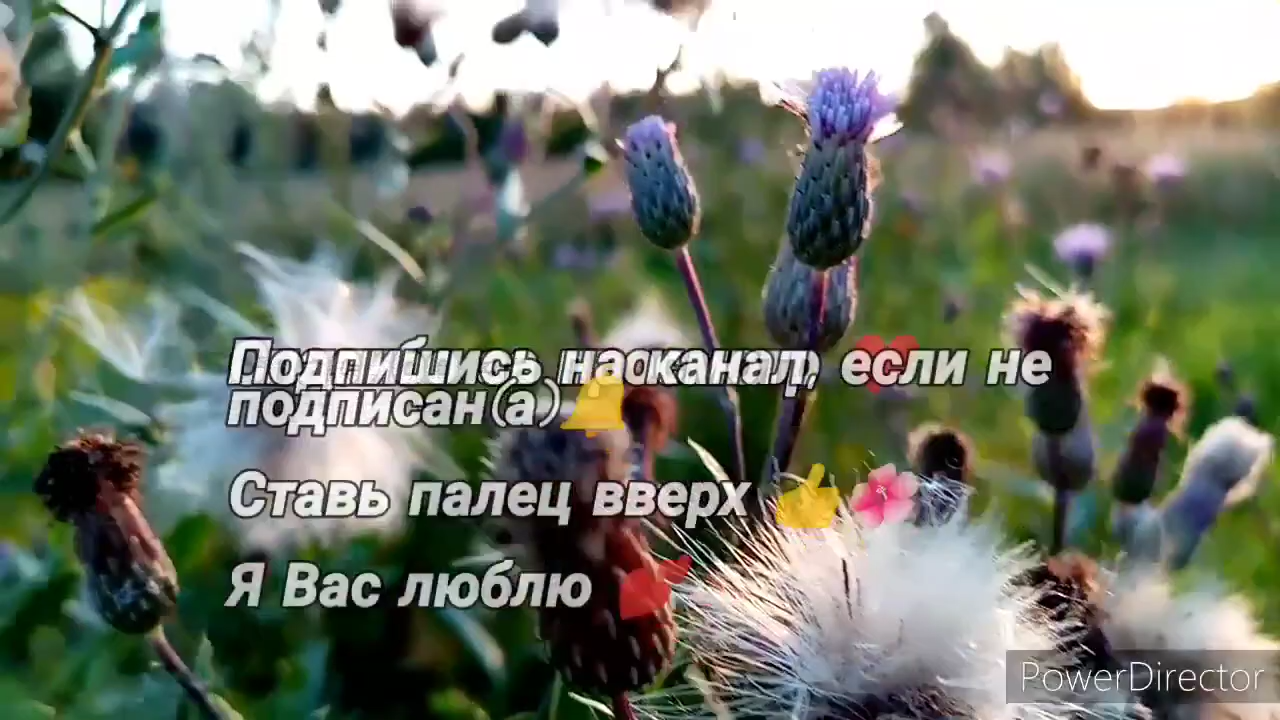 Подпишись на канал, если не
подписан(а) 🔔
Ставь палец вверх 👍 🌺
Я Вас люблю 💕
PowerDirector